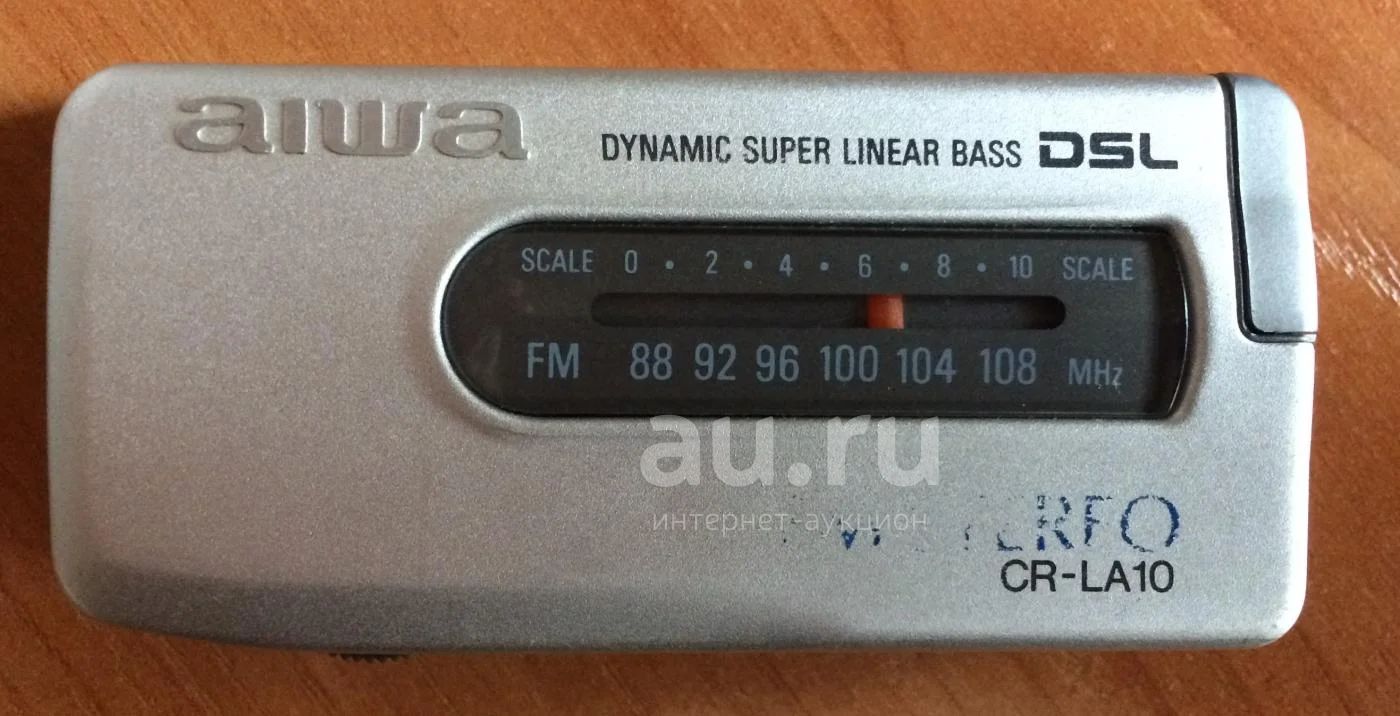 aiwa
DYNAMIC SUPER LINEAR BASS DSL
SCALE 0 • 2 • 4 • 6 • 8 • 10 SCALE
FM 88 92 96 100 104 108 MHz
au.ru
интернет-аукцион
CR-LA10